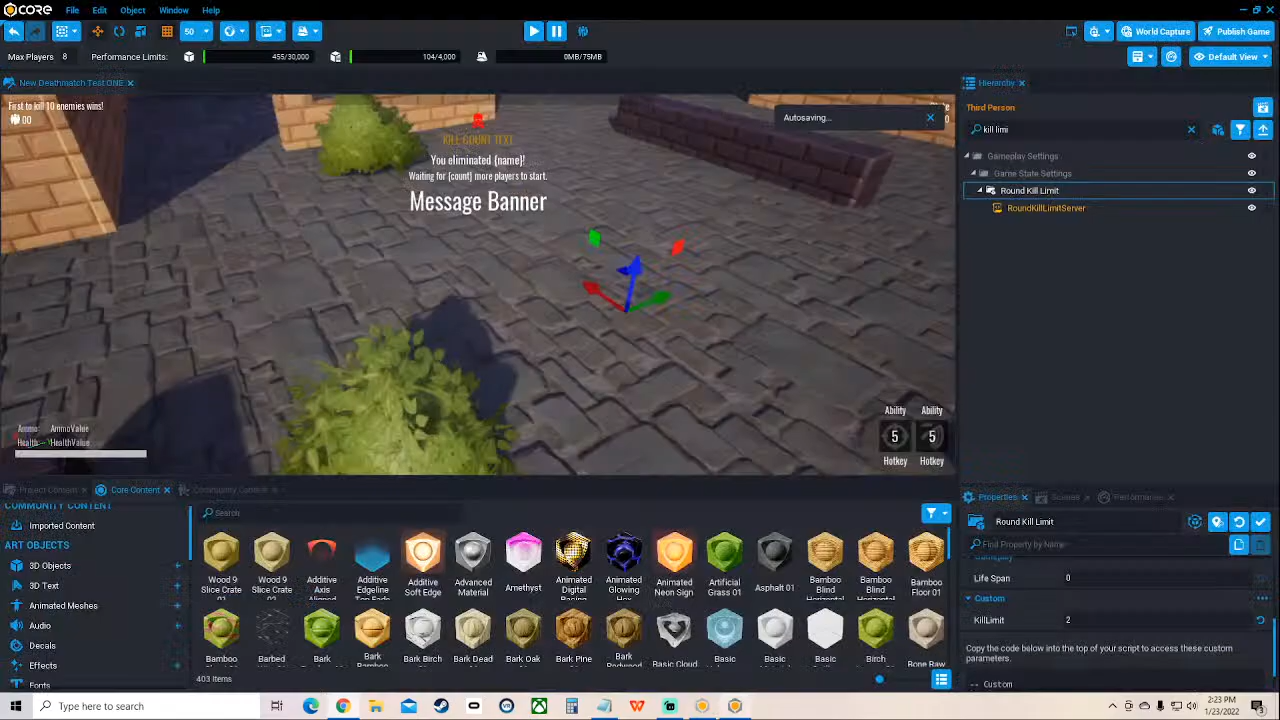 CORE File Edit Object Window Help
50 World Capture Publish Game
Max Players 8 Performance Limits: 455/30,000 104/4,000 0MB/75MB Default View
New Deathmatch Test ONE Hierarchy
First to kill 10 enemies wins! Third Person
00
Autosaving...
kill limi
KILL COUNT TEXT
You eliminated {name}!
Waiting for {count} more players to start.
Message Banner
Gameplay Settings
Game State Settings
Round Kill Limit
RoundKillLimitServer
Ability Ability
5 5
Hotkey Hotkey
Ammo: AmmoValue
Health: HealthValue
Project Content Core Content Community Content
Properties Scenes Performance
COMMUNITY CONTENT
Imported Content
ART OBJECTS
3D Objects
3D Text
Animated Meshes
Audio
Decals
Effects
Fonts
Search
Wood 9 Slice Crate Wood 9 Slice Crate Additive Axis Additive Edgeline Additive Soft Edge Advanced Material Amethyst Animated Digital Animated Glowing Animated Neon Sign Artificial Grass 01 Asphalt 01 Bamboo Blind Bamboo Blind Bamboo Floor 01
Bamboo Barbed Bark Bark Bamboo Bark Birch Bark Dead Bark Oak Bark Pine Bark Basic Cloud Basic Basic Basic Birch Bone Raw
403 Items
Round Kill Limit
Find Property by Name
Gameplay
Life Span 0
Custom
KillLimit 2
Copy the code below into the top of your script to access these custom
parameters.
-- Custom
Type here to search
2:23 PM
1/23/2022